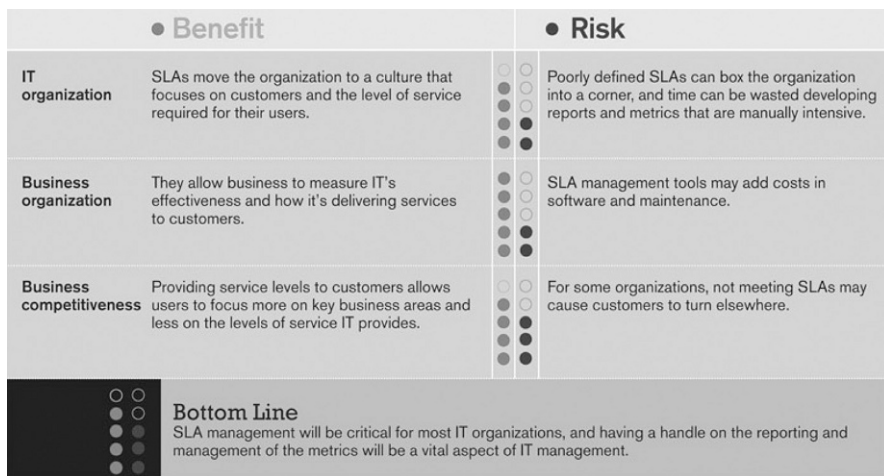 Benefit
Risk
IT
organization
SLAs move the organization to a culture that
focuses on customers and the level of service
required for their users.
Poorly defined SLAs can box the organization
into a corner, and time can be wasted developing
reports and metrics that are manually intensive.
Business
organization
They allow business to measure IT's
effectiveness and how it's delivering services
to customers.
SLA management tools may add costs in
software and maintenance.
Business
competitiveness
Providing service levels to customers allows
users to focus more on key business areas and
less on the levels of service IT provides.
For some organizations, not meeting SLAs may
cause customers to turn elsewhere.
Bottom Line
SLA management will be critical for most IT organizations, and having a handle on the reporting and
management of the metrics will be a vital aspect of IT management.